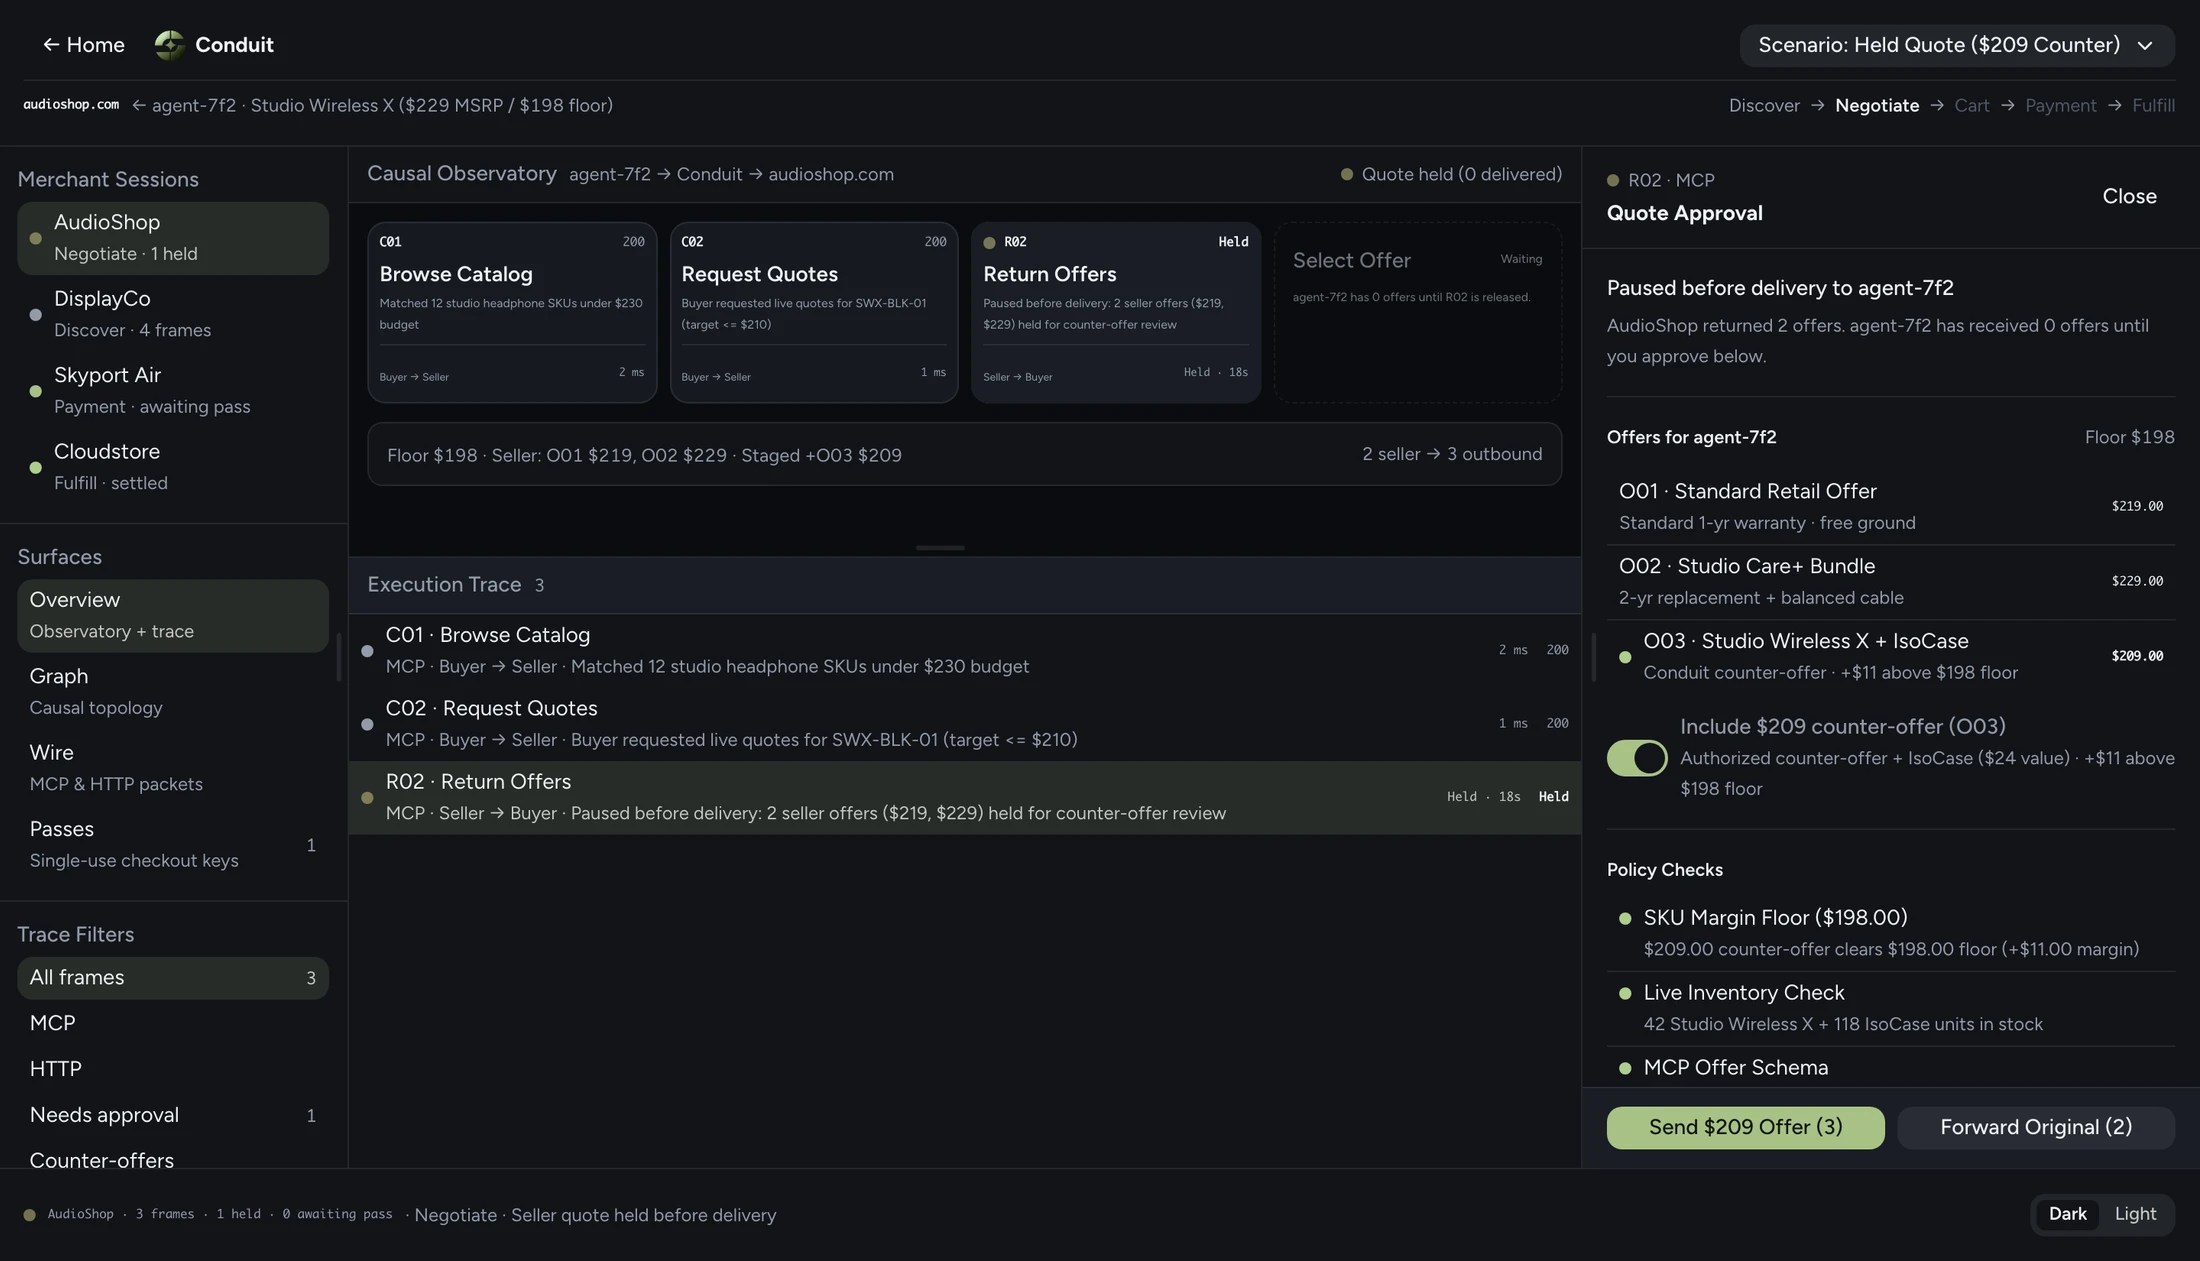 ← Home
Conduit
Scenario: Held Quote ($209 Counter)
audioshop.com ← agent-7f2 · Studio Wireless X ($229 MSRP / $198 floor)
Discover → Negotiate → Cart → Payment → Fulfill
Merchant Sessions
AudioShop
Negotiate · 1 held
DisplayCo
Discover · 4 frames
Skyport Air
Payment · awaiting pass
Cloudstore
Fulfill · settled
Surfaces
Overview
Observatory + trace
Graph
Causal topology
Wire
MCP & HTTP packets
Passes
Single-use checkout keys
1
Trace Filters
All frames 3
MCP
HTTP
Needs approval 1
Counter-offers
Causal Observatory agent-7f2 → Conduit → audioshop.com
Quote held (0 delivered)
C01 200
Browse Catalog
Matched 12 studio headphone SKUs under $230
budget
Buyer → Seller 2 ms
C02 200
Request Quotes
Buyer requested live quotes for SWX-BLK-01
(target <= $210)
Buyer → Seller 1 ms
R02 Held
Return Offers
Paused before delivery: 2 seller offers ($219,
$229) held for counter-offer review
Seller → Buyer Held · 18s
Select Offer Waiting
agent-7f2 has 0 offers until R02 is released.
Floor $198 · Seller: O01 $219, O02 $229 · Staged +O03 $209
2 seller → 3 outbound
Execution Trace 3
C01 · Browse Catalog
MCP · Buyer → Seller · Matched 12 studio headphone SKUs under $230 budget
2 ms 200
C02 · Request Quotes
MCP · Buyer → Seller · Buyer requested live quotes for SWX-BLK-01 (target <= $210)
1 ms 200
R02 · Return Offers
MCP · Seller → Buyer · Paused before delivery: 2 seller offers ($219, $229) held for counter-offer review
Held · 18s Held
R02 · MCP
Quote Approval
Close
Paused before delivery to agent-7f2
AudioShop returned 2 offers. agent-7f2 has received 0 offers until
you approve below.
Offers for agent-7f2 Floor $198
O01 · Standard Retail Offer
Standard 1-yr warranty · free ground
$219.00
O02 · Studio Care+ Bundle
2-yr replacement + balanced cable
$229.00
O03 · Studio Wireless X + IsoCase
Conduit counter-offer · +$11 above $198 floor
$209.00
Include $209 counter-offer (O03)
Authorized counter-offer + IsoCase ($24 value) · +$11 above
$198 floor
Policy Checks
SKU Margin Floor ($198.00)
$209.00 counter-offer clears $198.00 floor (+$11.00 margin)
Live Inventory Check
42 Studio Wireless X + 118 IsoCase units in stock
MCP Offer Schema
Send $209 Offer (3)
Forward Original (2)
AudioShop · 3 frames · 1 held · 0 awaiting pass · Negotiate · Seller quote held before delivery
Dark Light